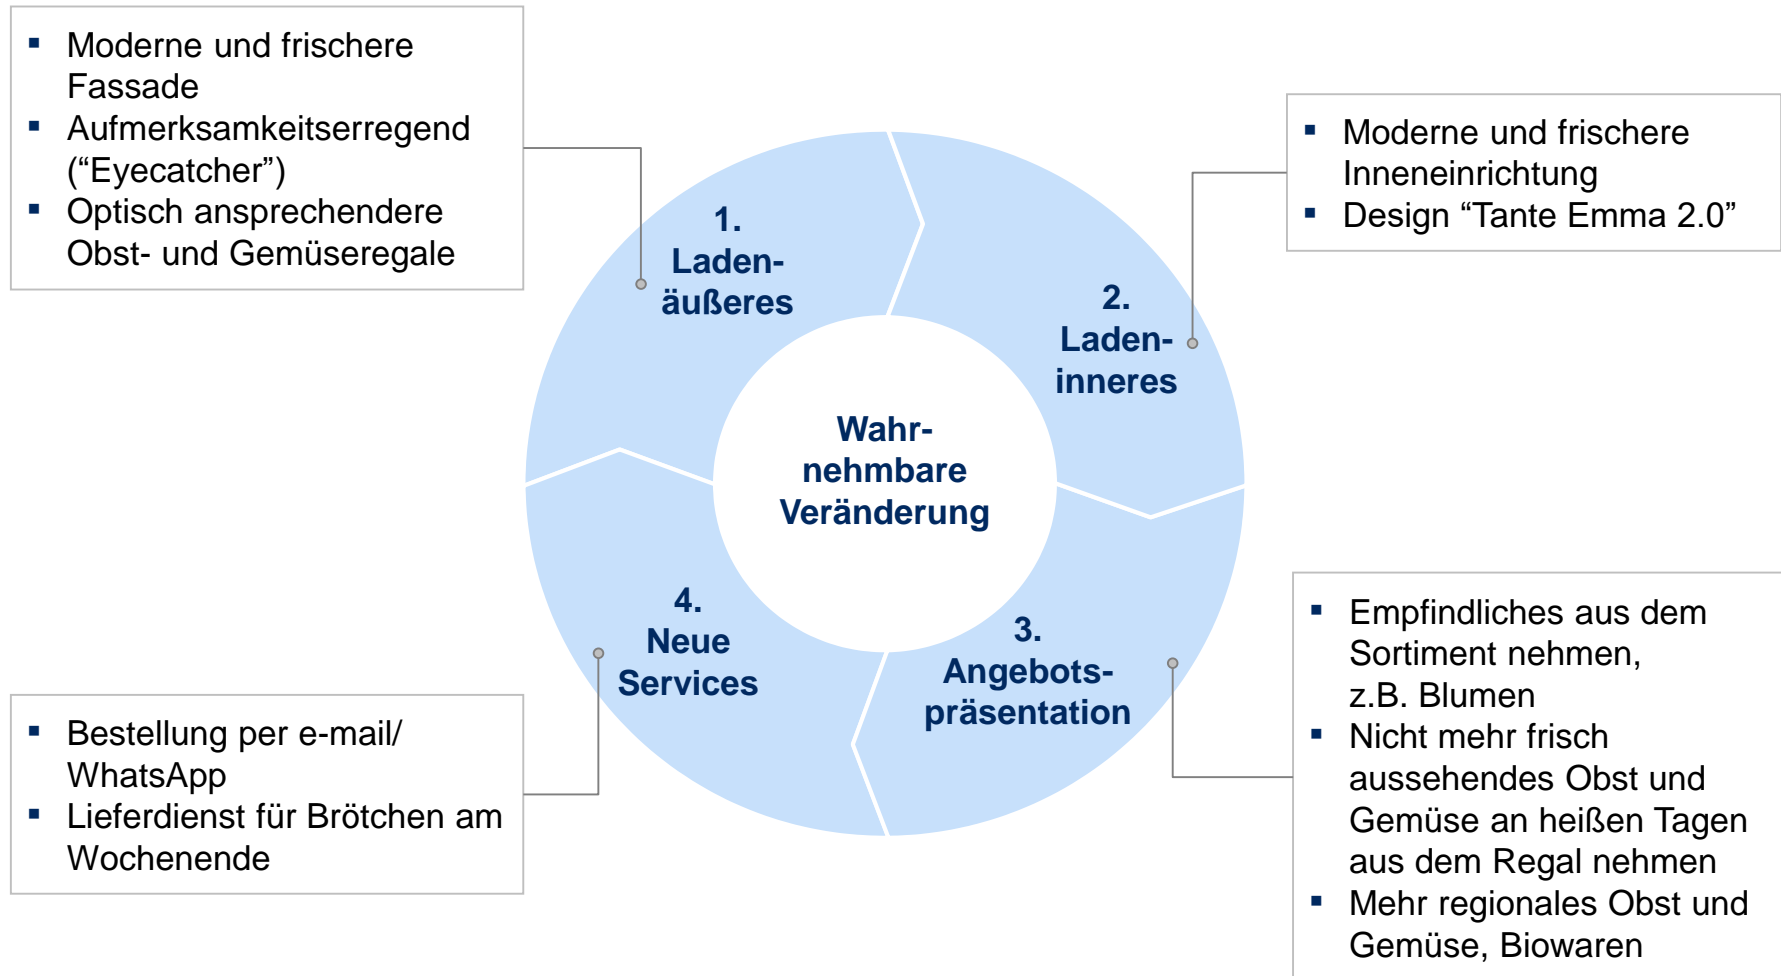 ▪ Moderne und frischere
Fassade
▪ Aufmerksamkeitserregend
(“Eyecatcher”)
▪ Optisch ansprechendere
Obst- und Gemüseregale
▪ Moderne und frischere
Inneneinrichtung
▪ Design “Tante Emma 2.0”
1.
Laden-
äußeres
2.
Laden-
inneres
Wahr-
nehmbare
Veränderung
4.
Neue
Services
3.
Angebots-
präsentation
▪ Bestellung per e-mail/
WhatsApp
▪ Lieferdienst für Brötchen am
Wochenende
▪ Empfindliches aus dem
Sortiment nehmen,
z.B. Blumen
▪ Nicht mehr frisch
aussehendes Obst und
Gemüse an heißen Tagen
aus dem Regal nehmen
▪ Mehr regionales Obst und
Gemüse, Biowaren